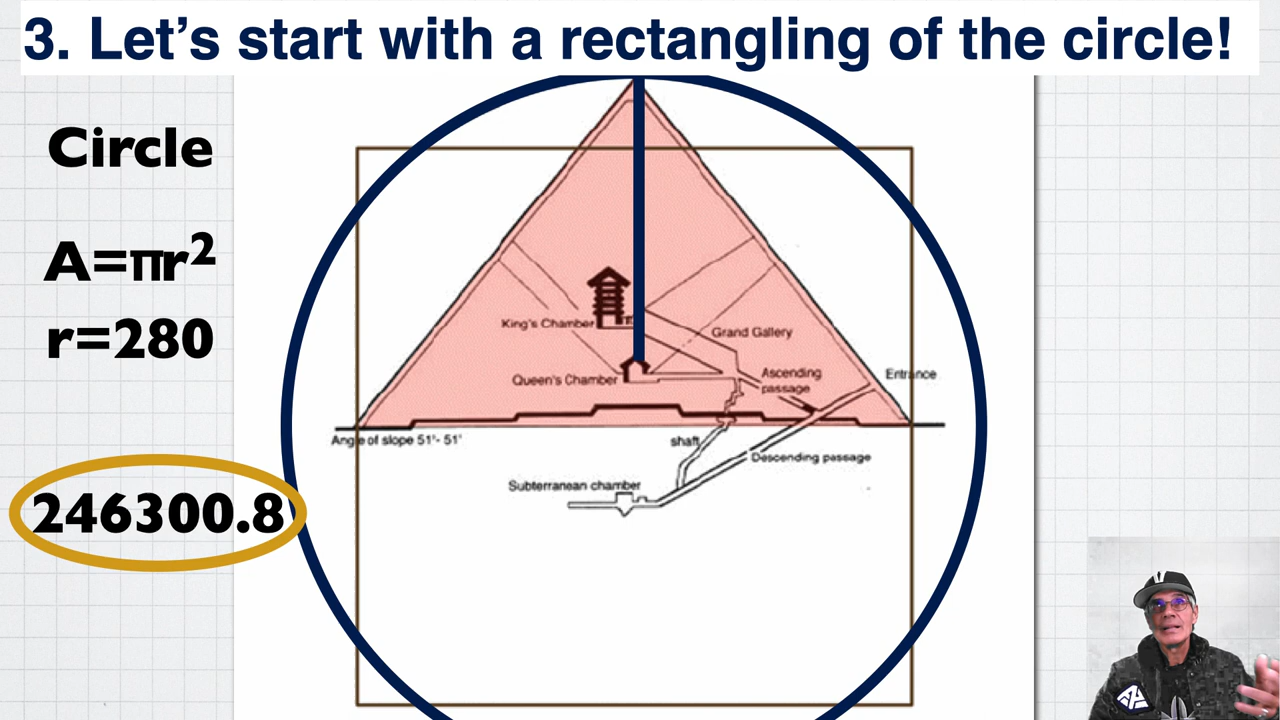 3. Let's start with a rectangling of the circle!
Circle
A=πr²
r=280
246300.8
King's Chamber
Grand Gallery
Queen's Chamber
Ascending
passage
Entrance
Angle of slope 51°- 51'
shaft
Descending passage
Subterranean chamber